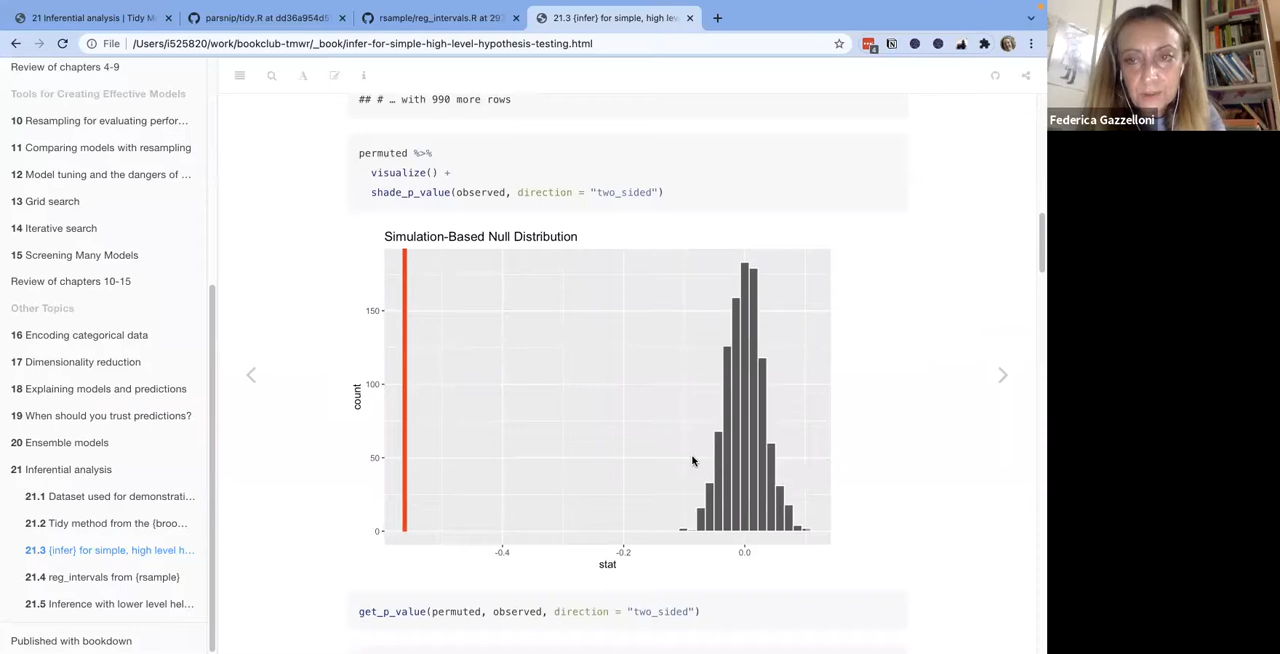 21 Inferential analysis | Tidy M
parsnip/tidy.R at dd36a954d5
rsample/reg_intervals.R at 29
21.3 {infer} for simple, high lev
File
/Users/i525820/work/bookclub-tmwr/_book/infer-for-simple-high-level-hypothesis-testing.html
4
Federica Gazzelloni
Review of chapters 4-9
Tools for Creating Effective Models
10 Resampling for evaluating perfor…
11 Comparing models with resampling
12 Model tuning and the dangers of …
13 Grid search
14 Iterative search
15 Screening Many Models
Review of chapters 10-15
Other Topics
16 Encoding categorical data
17 Dimensionality reduction
18 Explaining models and predictions
19 When should you trust predictions?
20 Ensemble models
21 Inferential analysis
21.1 Dataset used for demonstrati…
21.2 Tidy method from the {broo…
21.3 {infer} for simple, high level h…
21.4 reg_intervals from {rsample}
21.5 Inference with lower level hel…
Published with bookdown
## # … with 990 more rows
permuted %>%
visualize() +
shade_p_value(observed, direction = "two_sided")
Simulation-Based Null Distribution
150
100
50
0
count
-0.4
-0.2
0.0
stat
get_p_value(permuted, observed, direction = "two_sided")